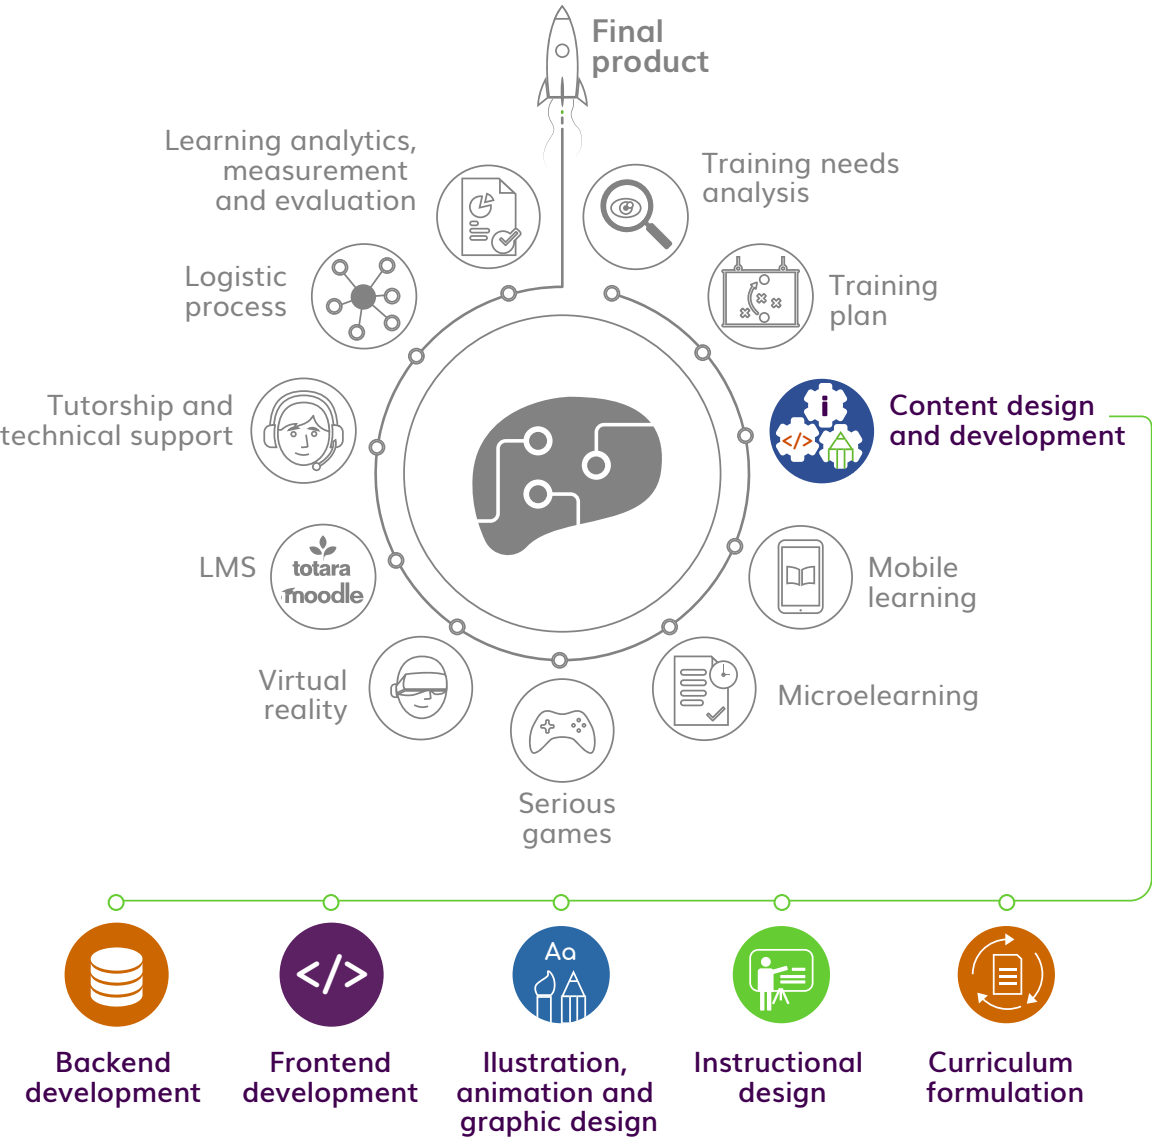 Final
product
Learning analytics,
measurement
and evaluation
Training needs
analysis
Logistic
process
Training
plan
Tutorship and
technical support
i
</>
Content design
and development
LMS
totara
moodle
Mobile
learning
Virtual
reality
Microelearning
Serious
games
</>
Aa
Backend
development
Frontend
development
Ilustration,
animation and
graphic design
Instructional
design
Curriculum
formulation